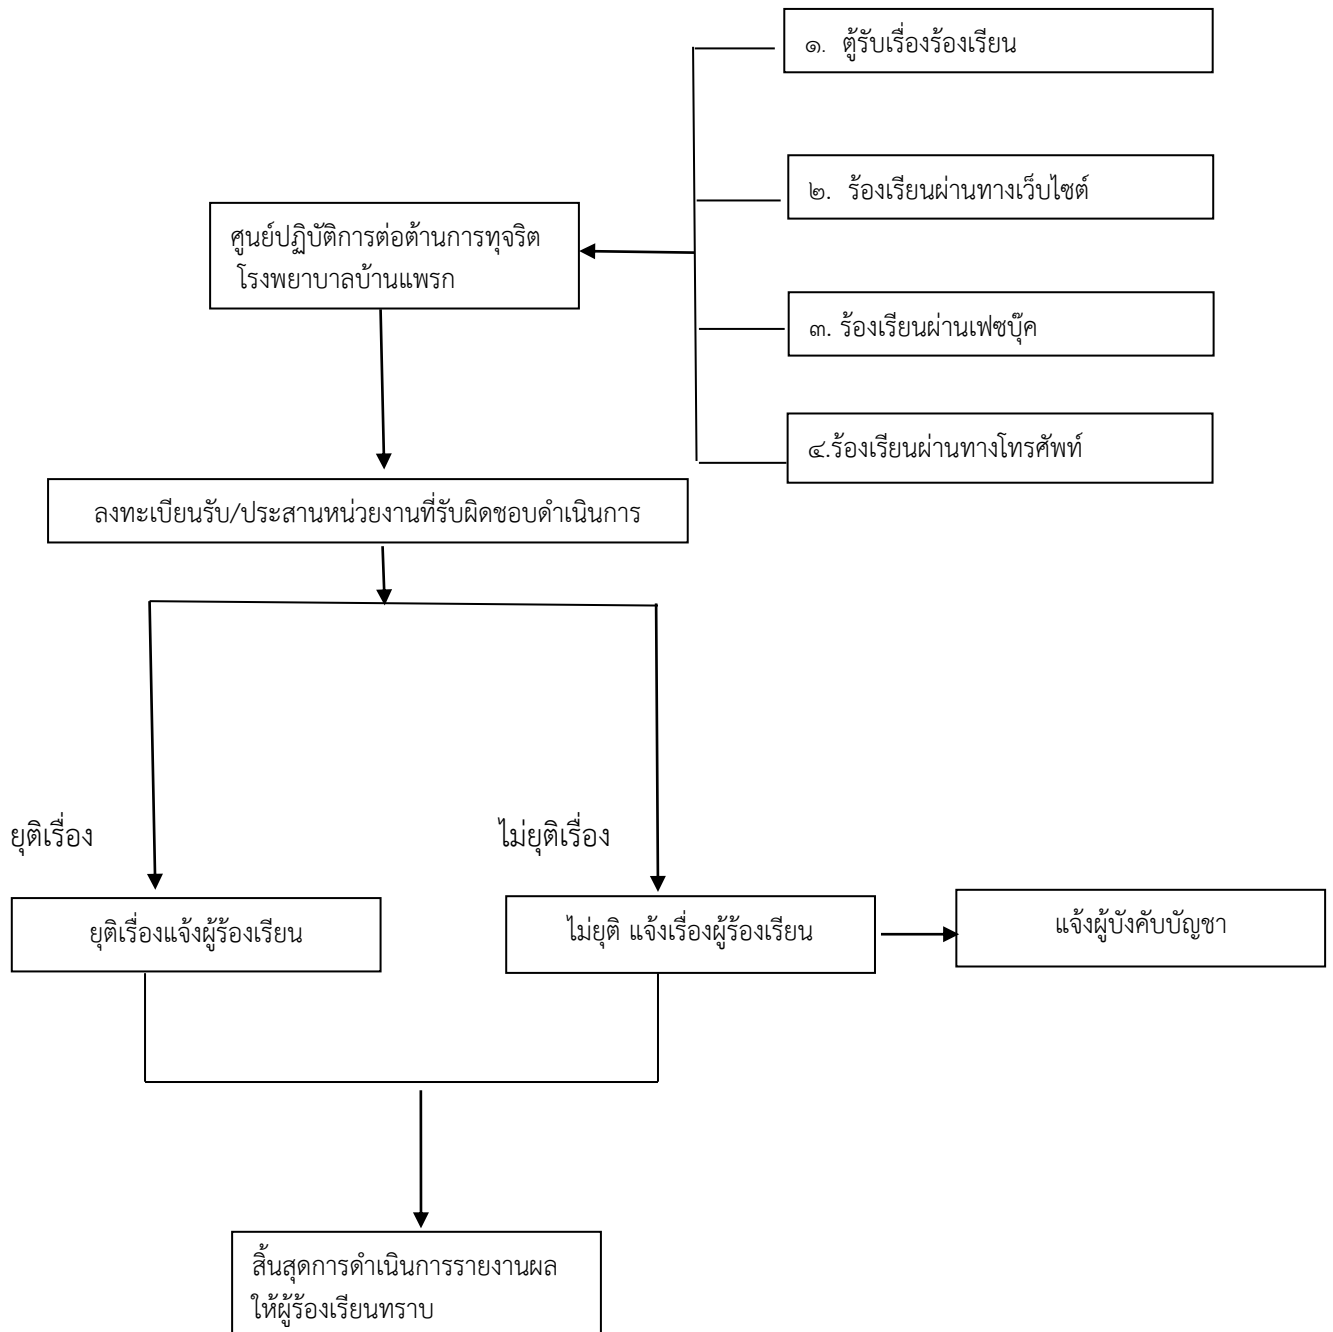 ๑. ตู้รับเรื่องร้องเรียน
๒. ร้องเรียนผ่านทางเว็บไซต์
ศูนย์ปฏิบัติการต่อต้านการทุจริต
โรงพยาบาลบ้านแพรก
๓. ร้องเรียนผ่านเฟซบุ๊ค
๔.ร้องเรียนผ่านทางโทรศัพท์
ลงทะเบียนรับ/ประสานหน่วยงานที่รับผิดชอบดำเนินการ
ยุติเรื่อง
ไม่ยุติเรื่อง
ยุติเรื่องแจ้งผู้ร้องเรียน
ไม่ยุติ แจ้งเรื่องผู้ร้องเรียน
แจ้งผู้บังคับบัญชา
สิ้นสุดการดำเนินการรายงานผล
ให้ผู้ร้องเรียนทราบ